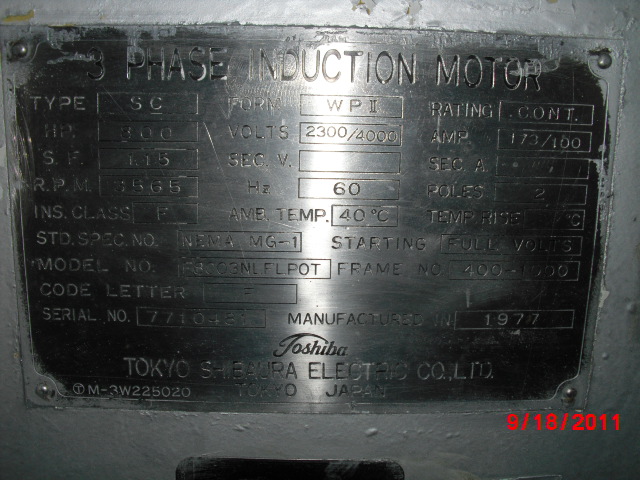 3 PHASE INDUCTION MOTOR
TYPE SC FORM WPII RATING CONT.
HP. 800 VOLTS 2300/4000 AMP. 173/100
S.F. 1.15 SEC. V. SEC. A.
R.P.M. 3565 Hz 60 POLES 2
INS. CLASS F AMB. TEMP. 40 °C TEMP. RISE °C
STD. SPEC. NO. NEMA MG-1 STARTING FULL VOLTS
MODEL NO. FRAME NO. 400-1000
CODE LETTER F
SERIAL NO. MANUFACTURED IN 1977
Toshiba
TOKYO SHIBAURA ELECTRIC CO., LTD.
M-3W225020 TOKYO JAPAN
9/18/2011